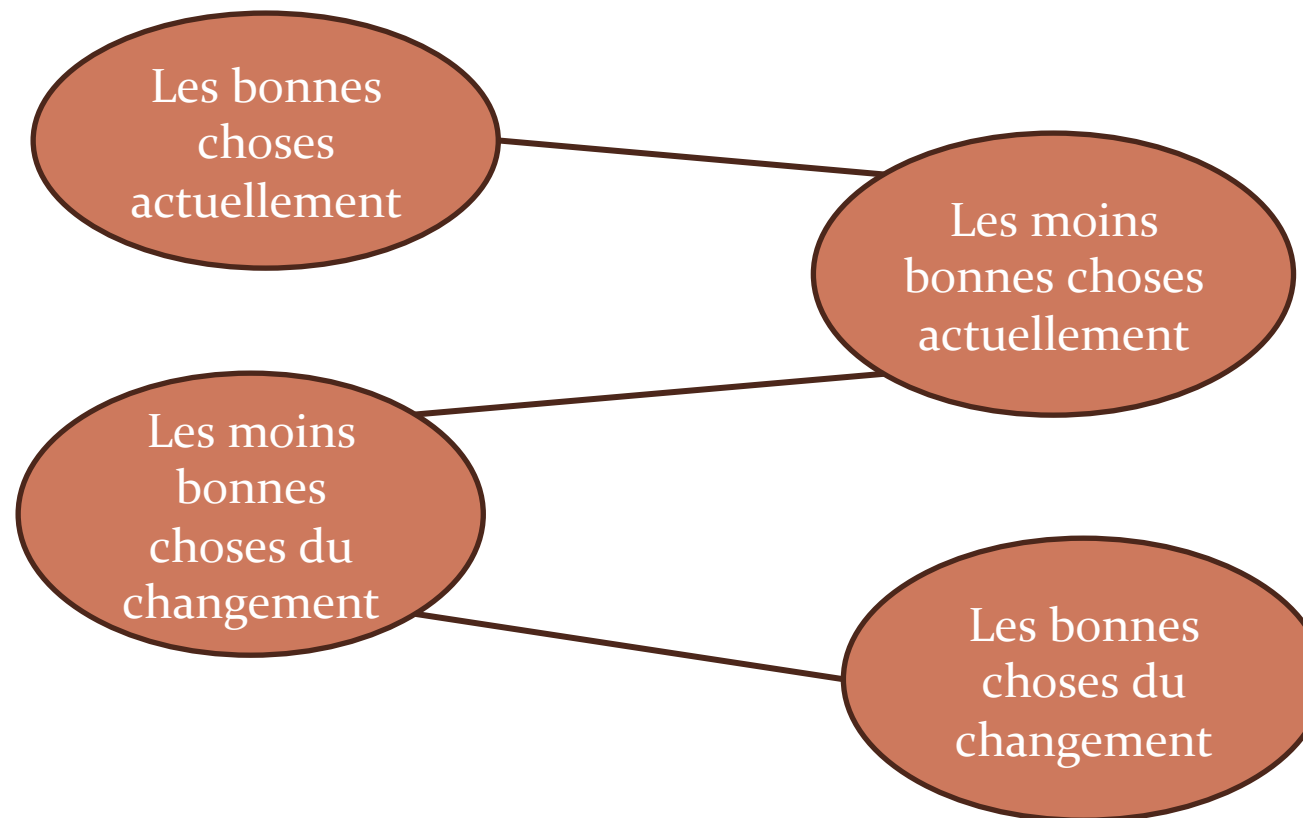 Les bonnes
choses
actuellement
Les moins
bonnes choses
actuellement
Les moins
bonnes
choses du
changement
Les bonnes
choses du
changement